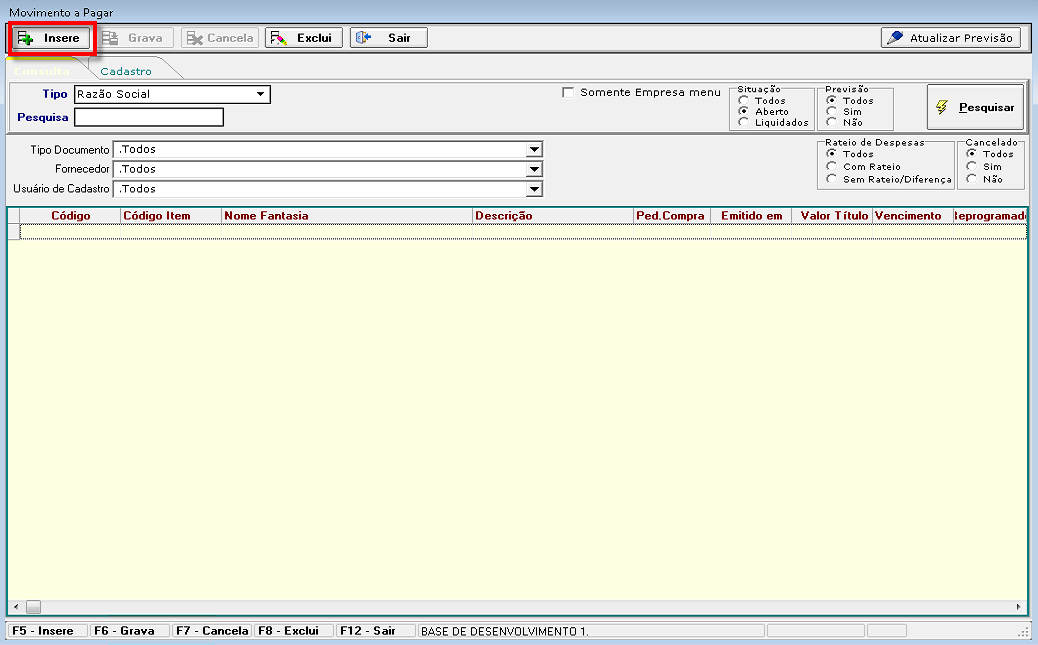 Movimento a Pagar
Insere Grava Cancela Exclui Sair Atualizar Previsão
Consulta Cadastro
Tipo Razão Social Somente Empresa menu Situação Todos Aberto Liquidados Previsão Todos Sim Não Pesquisar
Pesquisa
Tipo Documento .Todos Rateio de Despesas Todos Com Rateio Sem Rateio/Diferença Cancelado Todos Sim Não
Fornecedor .Todos
Usuário de Cadastro .Todos
Código Código Item Nome Fantasia Descrição Ped.Compra Emitido em Valor Título Vencimento Reprogramado
F5 - Insere F6 - Grava F7 - Cancela F8 - Exclui F12 - Sair BASE DE DESENVOLVIMENTO 1.